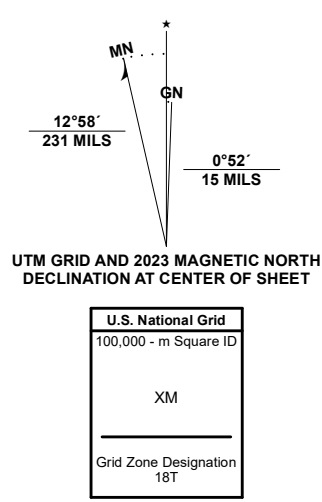 MN
GN
12°58´
231 MILS
0°52´
15 MILS
UTM GRID AND 2023 MAGNETIC NORTH
DECLINATION AT CENTER OF SHEET
U.S. National Grid
100,000 - m Square ID
XM
Grid Zone Designation
18T